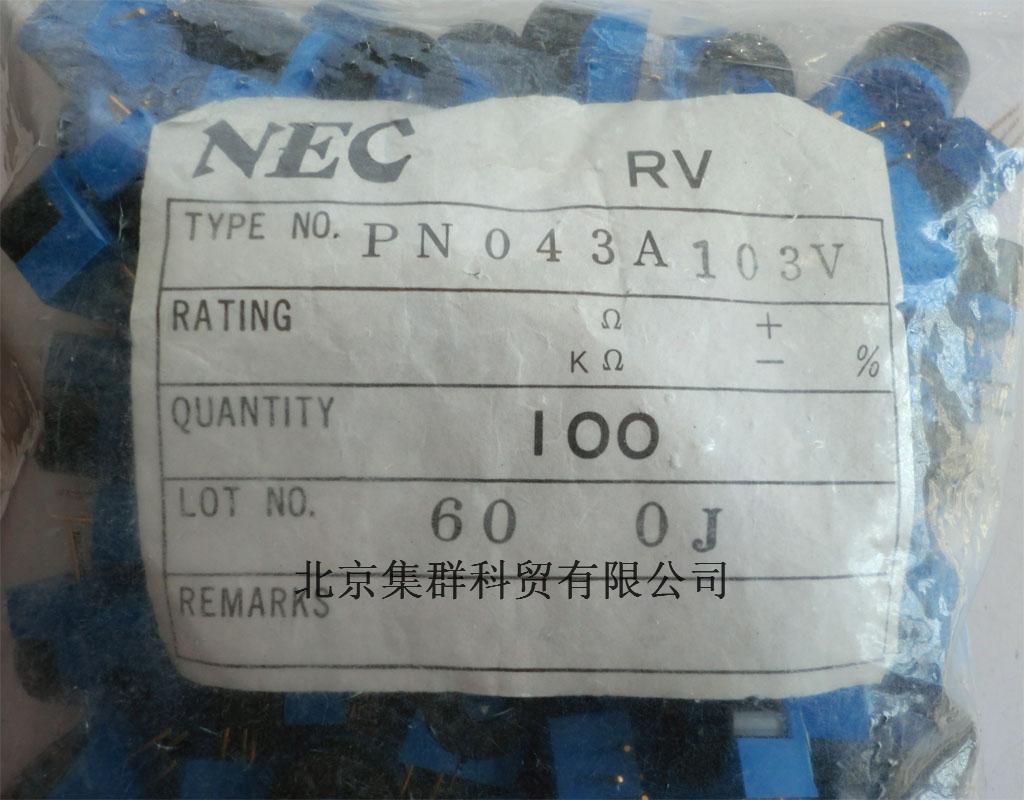 NEC RV
TYPE NO. PN043A103V
RATING Ω +
KΩ - %
QUANTITY 100
LOT NO. 60 0J
北京集群科贸有限公司
REMARKS